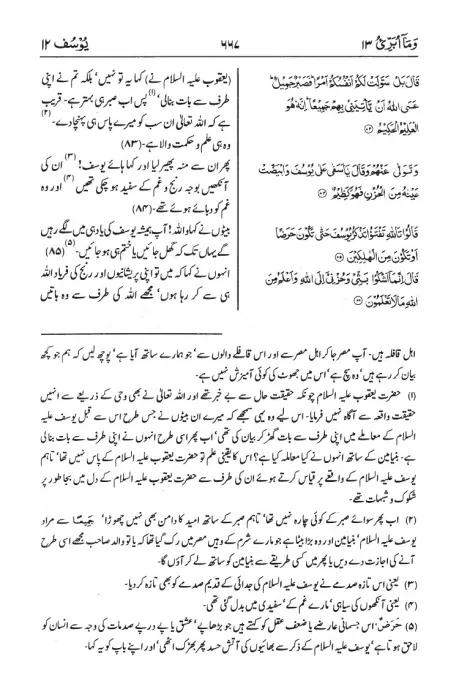 وَمَآ اُبَرِّئُ ۱۳
۶۶۷
يُوْسُف ۱۲
قَالَ بَلْ سَوَّلَتْ لَكُمْ اَنْفُسُكُمْ اَمْرًا فَصَبْرٌ جَمِيْلٌ
عَسَى اللّٰهُ اَنْ يَّاْتِيَنِيْ بِهِمْ جَمِيْعًا اِنَّهٗ هُوَ
الْعَلِيْمُ الْحَكِيْمُ ۸۳
وَتَوَلّٰى عَنْهُمْ وَقَالَ يٰٓاَسَفٰى عَلٰى يُوْسُفَ وَابْيَضَّتْ
عَيْنٰهُ مِنَ الْحُزْنِ فَهُوَ كَظِيْمٌ ۸۴
قَالُوْا تَاللّٰهِ تَفْتَؤُا تَذْكُرُ يُوْسُفَ حَتّٰى تَكُوْنَ حَرَضًا
اَوْ تَكُوْنَ مِنَ الْهٰلِكِيْنَ ۸۵
قَالَ اِنَّمَآ اَشْكُوْا بَثِّيْ وَحُزْنِيْٓ اِلَى اللّٰهِ وَاَعْلَمُ مِنَ
اللّٰهِ مَا لَا تَعْلَمُوْنَ ۸۶
(یعقوب علیہ السلام نے) کہا یہ تو نہیں‘ بلکہ تم نے اپنی
طرف سے بات بنالی‘ (۱) پس اب صبر ہی بہتر ہے۔ قریب
ہے کہ اللہ تعالیٰ ان سب کو میرے پاس ہی پہنچا دے۔ (۲)
وہ ہی علم و حکمت والا ہے۔ (۸۳)
پھر ان سے منہ پھیر لیا اور کہا ہائے یوسف! (۳) ان کی
آنکھیں بوجہ رنج و غم کے سفید ہو چکی تھیں (۴) اور وہ
غم کو دبائے ہوئے تھے۔ (۸۴)
بیٹوں نے کہا واللہ! آپ ہمیشہ یوسف کی یاد ہی میں لگے رہیں
گے یہاں تک کہ گھل جائیں یا ختم ہی ہو جائیں۔ (۵) (۸۵)
انہوں نے کہا کہ میں تو اپنی پریشانیوں اور رنج کی فریاد اللہ
ہی سے کر رہا ہوں‘ مجھے اللہ کی طرف سے وہ باتیں
اہل قافلہ ہیں۔ آپ مصر جا کر اہل مصر سے اور اس قافلے والوں سے‘ جو ہمارے ساتھ آیا ہے‘ پوچھ لیں کہ ہم جو کچھ
بیان کر رہے ہیں‘ وہ سچ ہے‘ اس میں جھوٹ کی کوئی آمیزش نہیں ہے۔
(۱) حضرت یعقوب علیہ السلام چونکہ حقیقت حال سے بے خبر تھے اور اللہ تعالیٰ نے بھی وحی کے ذریعے سے انہیں
حقیقت واقعہ سے آگاہ نہیں فرمایا۔ اس لیے وہ یہی سمجھے کہ میرے ان بیٹوں نے جس طرح اس سے قبل یوسف علیہ
السلام کے معاملے میں اپنی طرف سے بات گھڑ کر بیان کی تھی‘ اب پھر اسی طرح انہوں نے اپنی طرف سے بات بنالی
ہے۔ بنیامین کے ساتھ انہوں نے کیا معاملہ کیا ہے؟ اس کا یقینی علم تو حضرت یعقوب علیہ السلام کے پاس نہیں تھا‘ تاہم
یوسف علیہ السلام کے واقعے پر قیاس کرتے ہوئے ان کی طرف سے حضرت یعقوب علیہ السلام کے دل میں بجا طور پر
شکوک و شبہات تھے۔
(۲) اب پھر سوائے صبر کے کوئی چارہ نہیں تھا‘ تاہم صبر کے ساتھ امید کا دامن بھی نہیں چھوڑا‘ جَمِيْعًا سے مراد
یوسف علیہ السلام‘ بنیامین اور وہ بڑا بیٹا ہے جو مارے شرم کے وہیں مصر میں رک گیا تھا کہ یا تو والد صاحب مجھے اسی طرح
آنے کی اجازت دے دیں یا پھر میں کسی طریقے سے بنیامین کو ساتھ لے کر آؤں گا۔
(۳) یعنی اس تازہ صدمے نے یوسف علیہ السلام کی جدائی کے قدیم صدمے کو بھی تازہ کر دیا۔
(۴) یعنی آنکھوں کی سیاہی‘ مارے غم کے‘ سفیدی میں بدل گئی تھی۔
(۵) حَرَضٌ‘ اس جسمانی عارضے یا ضعف عقل کو کہتے ہیں جو بڑھاپے‘ عشق یا پے در پے صدمات کی وجہ سے انسان کو
لاحق ہوتا ہے‘ یوسف علیہ السلام کے ذکر سے بھائیوں کی آتش حسد پھر بھڑک اٹھی‘ اور اپنے باپ کو یہ کہا۔